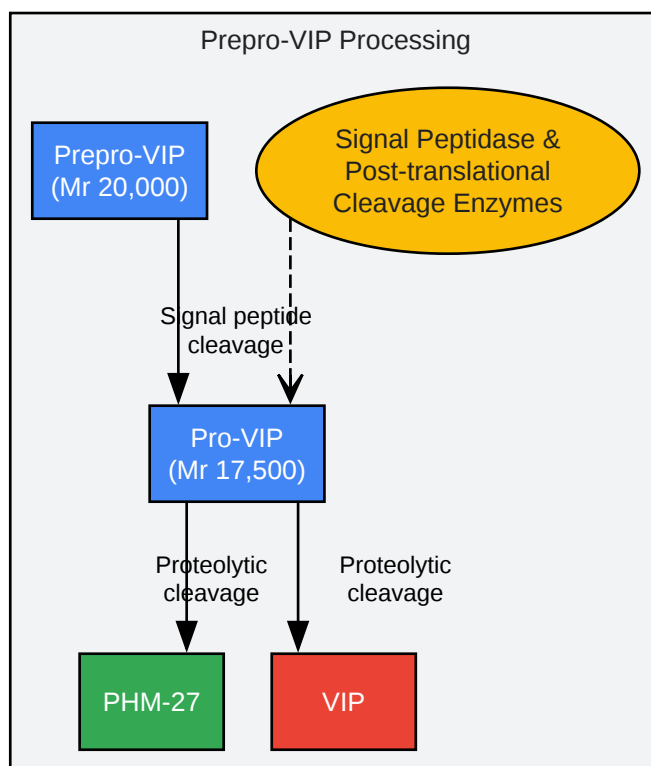 Prepro-VIP Processing
Prepro-VIP
(Mr 20,000)
Signal Peptidase &
Post-translational
Cleavage Enzymes
Signal peptide
cleavage
Pro-VIP
(Mr 17,500)
Proteolytic
cleavage
Proteolytic
cleavage
PHM-27
VIP